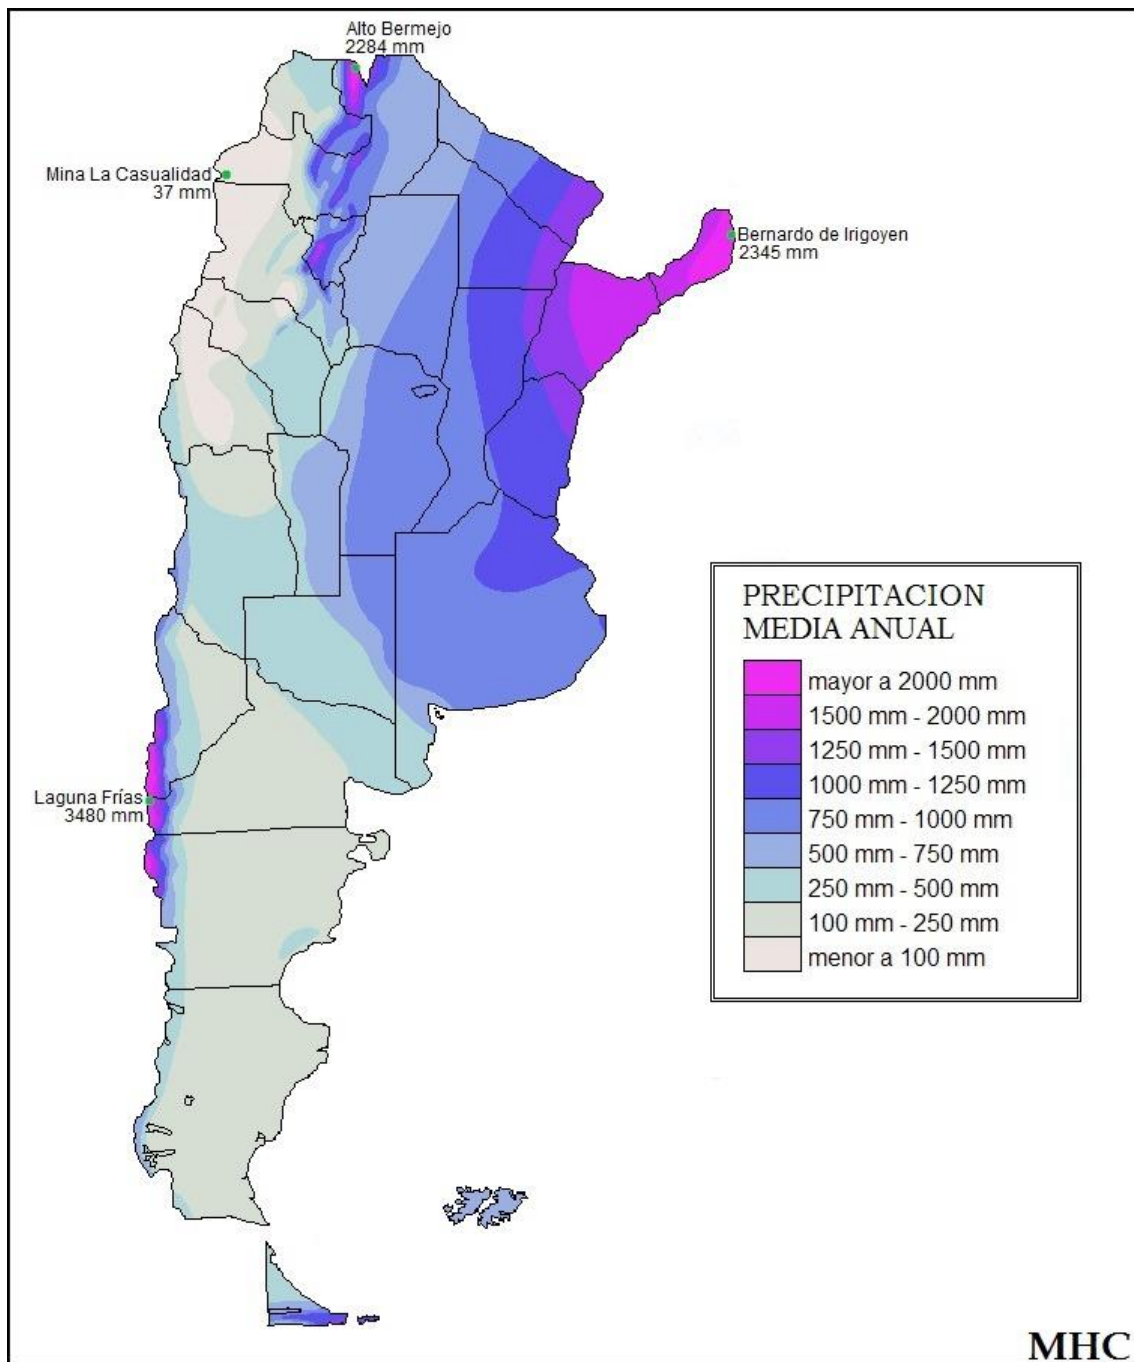 Alto Bermejo
2284 mm
Mina La Casualidad
37 mm
Bernardo de Irigoyen
2345 mm
Laguna Frías
3480 mm
PRECIPITACION
MEDIA ANUAL
mayor a 2000 mm
1500 mm - 2000 mm
1250 mm - 1500 mm
1000 mm - 1250 mm
750 mm - 1000 mm
500 mm - 750 mm
250 mm - 500 mm
100 mm - 250 mm
menor a 100 mm
MHC